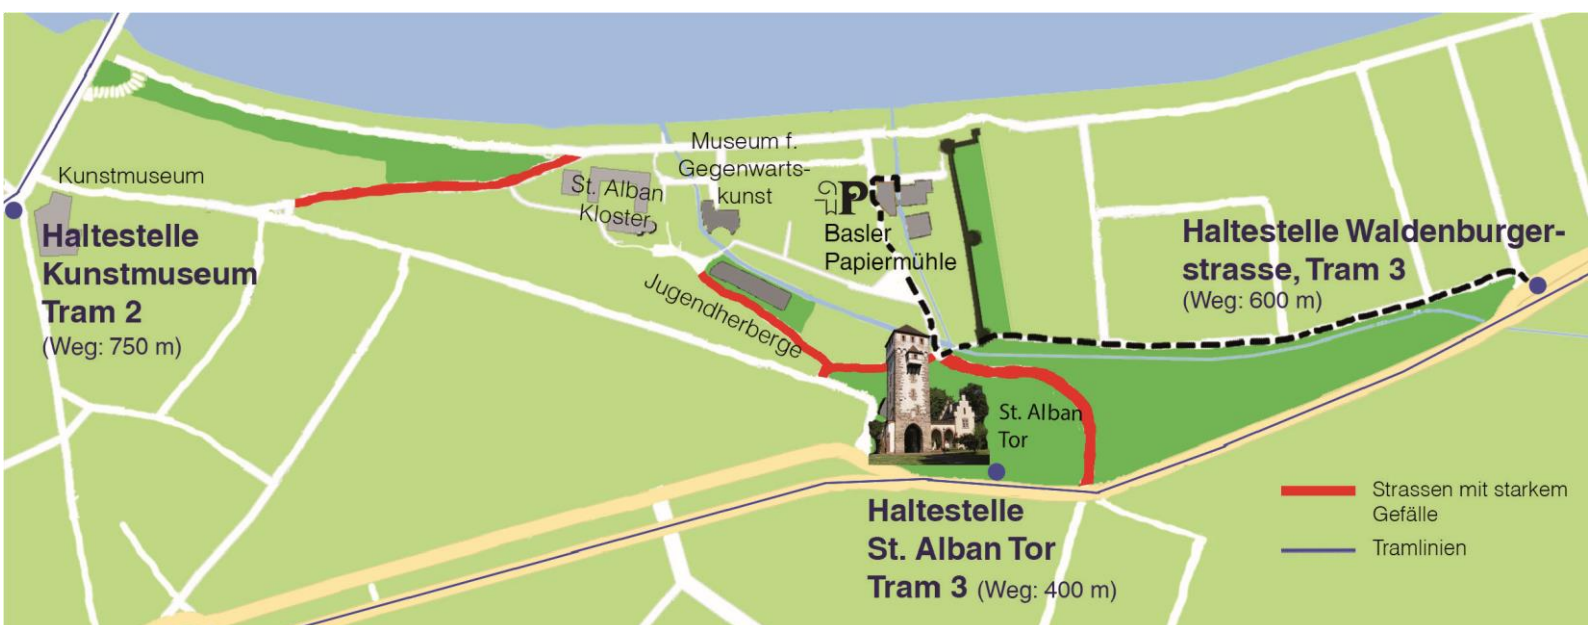 Kunstmuseum
Haltestelle
Kunstmuseum
Tram 2
(Weg: 750 m)
St. Alban
Kloster
Museum f.
Gegenwarts-
kunst
Jugendherberge
P
Basler
Papiermühle
Haltestelle Waldenburger-
strasse, Tram 3
(Weg: 600 m)
St. Alban
Tor
Haltestelle
St. Alban Tor
Tram 3 (Weg: 400 m)
Strassen mit starkem
Gefälle
Tramlinien